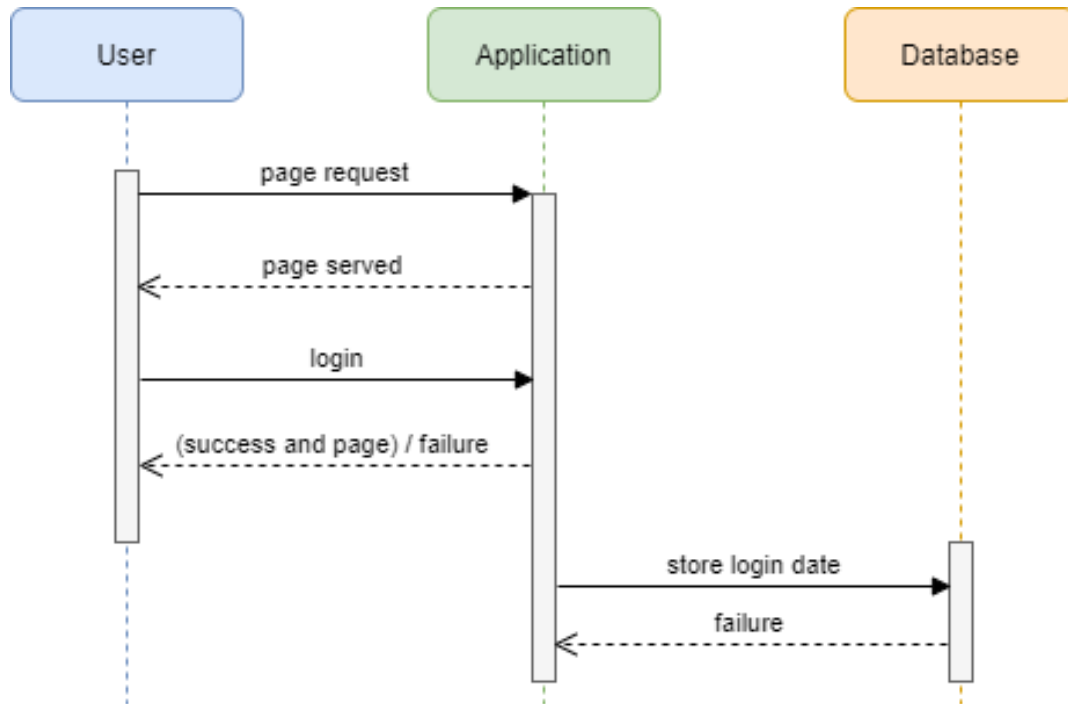 User
Application
Database
page request
page served
login
(success and page) / failure
store login date
failure